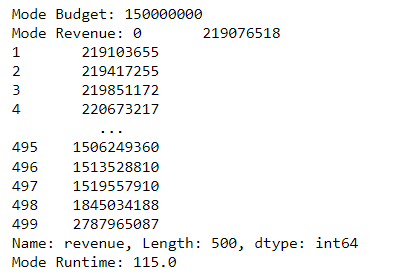 Mode Budget: 150000000
Mode Revenue: 0       219076518
1       219103655
2       219417255
3       219851172
4       220673217
          ...
495    1506249360
496    1513528810
497    1519557910
498    1845034188
499    2787965087
Name: revenue, Length: 500, dtype: int64
Mode Runtime: 115.0